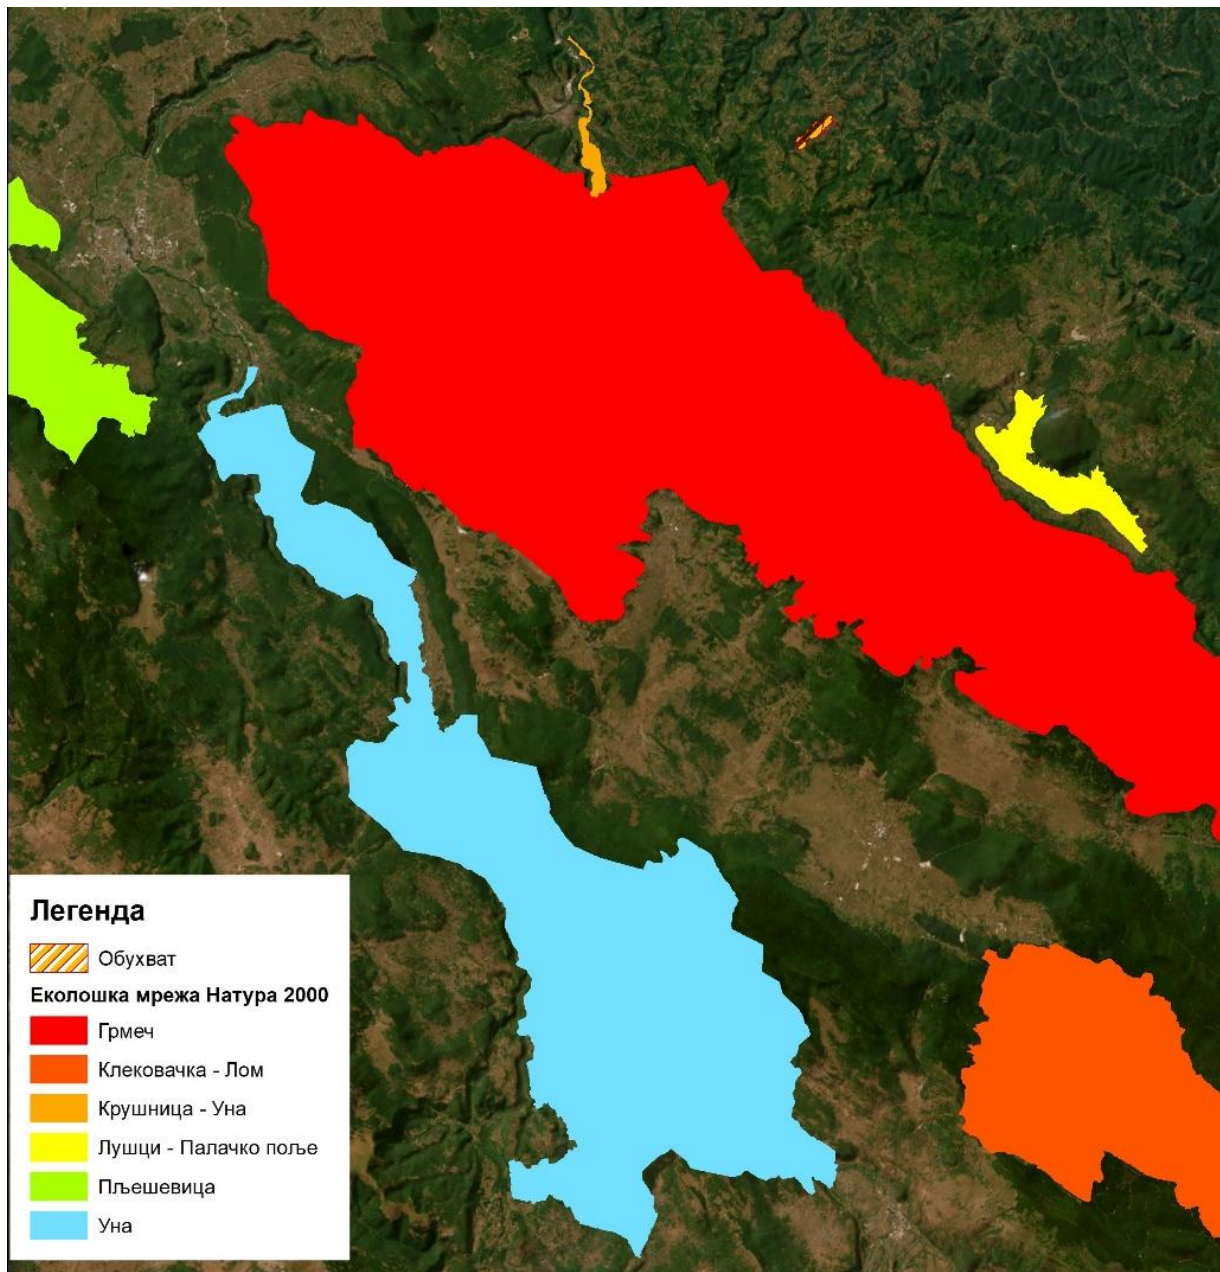 Легенда
Обухват
Еколошка мрежа Натура 2000
Грмеч
Клековачка - Лом
Крушница - Уна
Лушци - Палачко поље
Пљешевица
Уна